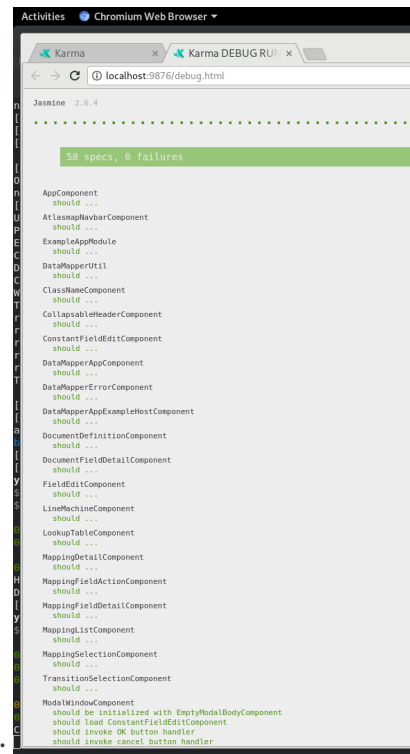 Activities Chromium Web Browser
Karma × Karma DEBUG RUN ×
localhost:9876/debug.html
Jasmine 2.6.4
58 specs, 0 failures
AppComponent
should ...
AtlasmapNavbarComponent
should ...
ExampleAppModule
should ...
DataMapperUtil
should ...
ClassNameComponent
should ...
CollapsableHeaderComponent
should ...
ConstantFieldEditComponent
should ...
DataMapperAppComponent
should ...
DataMapperErrorComponent
should ...
DataMapperAppExampleHostComponent
should ...
DocumentDefinitionComponent
should ...
DocumentFieldDetailComponent
should ...
FieldEditComponent
should ...
LineMachineComponent
should ...
LookupTableComponent
should ...
MappingDetailComponent
should ...
MappingFieldActionComponent
should ...
MappingFieldDetailComponent
should ...
MappingListComponent
should ...
MappingSelectionComponent
should ...
TransitionSelectionComponent
should ...
ModalWindowComponent
should be initialized with EmptyModalBodyComponent
should load ConstantFieldEditComponent
should invoke OK button handler
should invoke cancel button handler